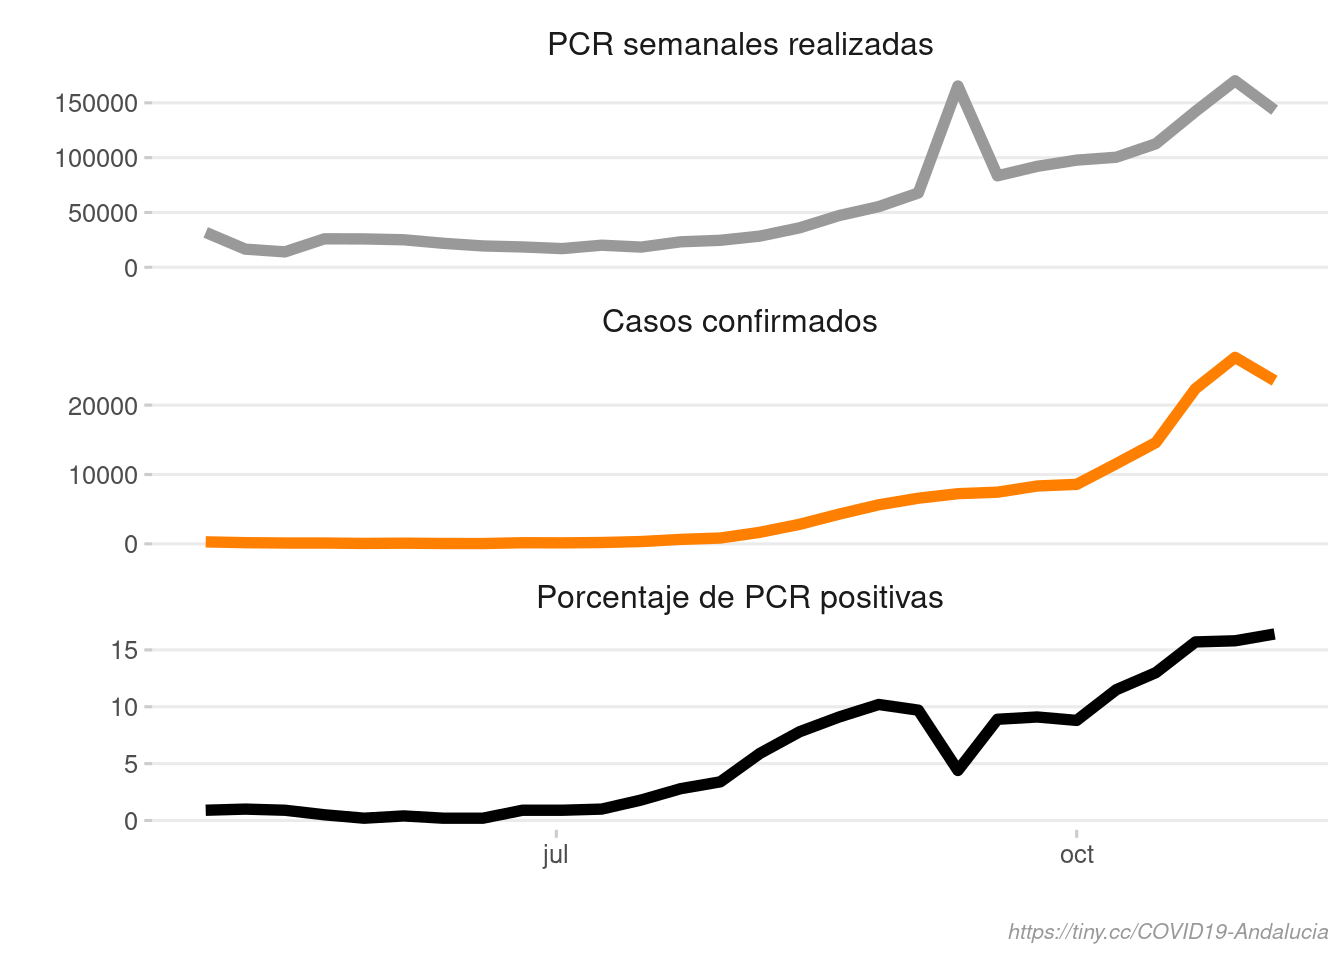 PCR semanales realizadas
150000
100000
50000
0
Casos confirmados
20000
10000
0
Porcentaje de PCR positivas
15
10
5
0
jul oct
https://tiny.cc/COVID19-Andalucia